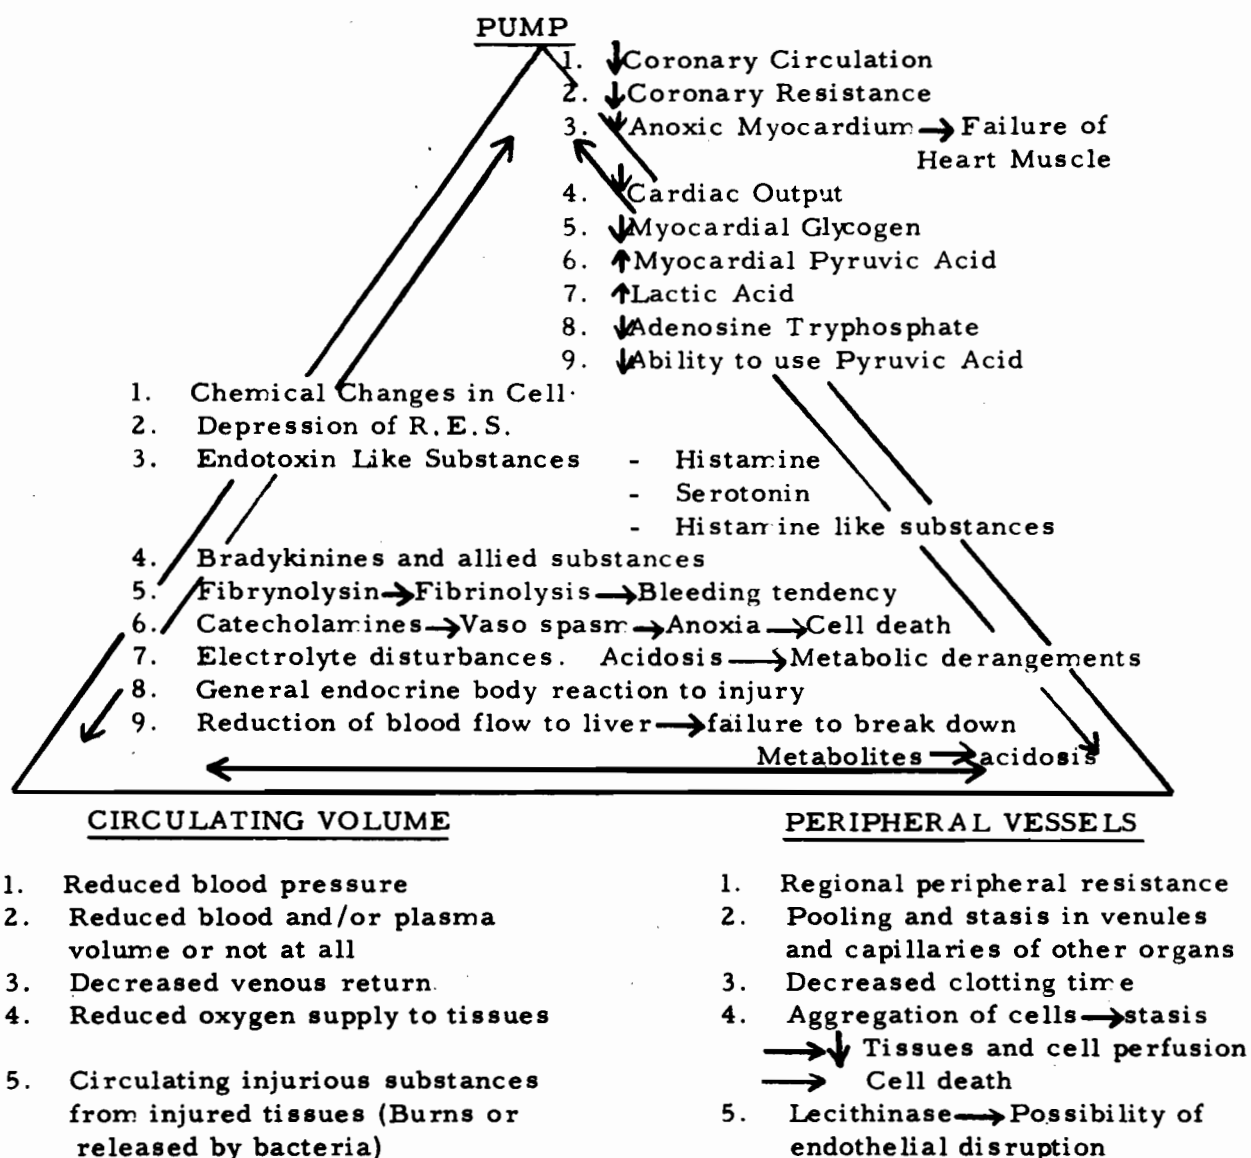 PUMP
1. ↓Coronary Circulation
2. ↓Coronary Resistance
3. ↓Anoxic Myocardium → Failure of
Heart Muscle
4. ↓Cardiac Output
5. ↓Myocardial Glycogen
6. ↑Myocardial Pyruvic Acid
7. ↑Lactic Acid
8. ↓Adenosine Tryphosphate
9. ↓Ability to use Pyruvic Acid
1. Chemical Changes in Cell
2. Depression of R.E.S.
3. Endotoxin Like Substances - Histamine
- Serotonin
- Histamine like substances
4. Bradykinines and allied substances
5. Fibrynolysin→Fibrinolysis→Bleeding tendency
6. Catecholamines→Vaso spasm→Anoxia→Cell death
7. Electrolyte disturbances. Acidosis→Metabolic derangements
8. General endocrine body reaction to injury
9. Reduction of blood flow to liver→failure to break down
Metabolites→acidosis
CIRCULATING VOLUME
1. Reduced blood pressure
2. Reduced blood and/or plasma
volume or not at all
3. Decreased venous return
4. Reduced oxygen supply to tissues
5. Circulating injurious substances
from injured tissues (Burns or
released by bacteria)
PERIPHERAL VESSELS
1. Regional peripheral resistance
2. Pooling and stasis in venules
and capillaries of other organs
3. Decreased clotting time
4. Aggregation of cells→stasis
→↓ Tissues and cell perfusion
→ Cell death
5. Lecithinase→Possibility of
endothelial disruption